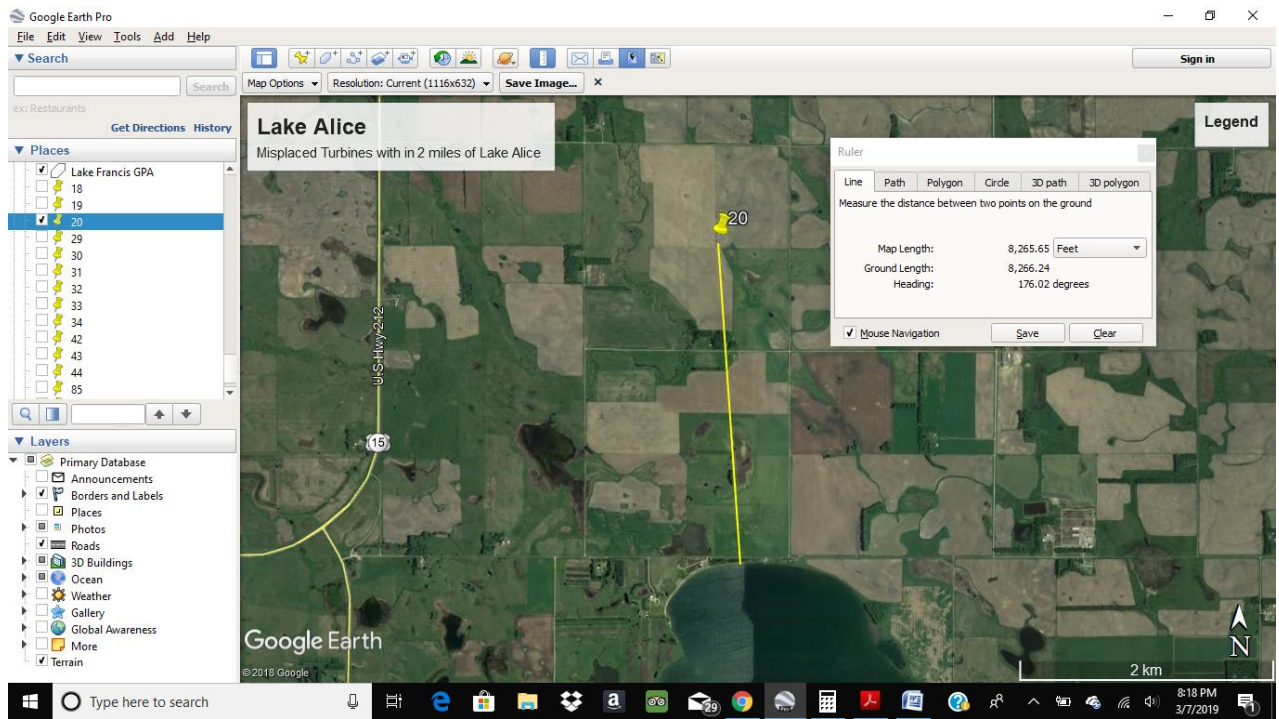 Google Earth Pro
File Edit View Tools Add Help
▼ Search
Search
ex: Restaurants
Get Directions History
▼ Places
Lake Francis GPA
18
19
20
29
30
31
32
33
34
42
43
44
85
▼ Layers
Primary Database
Announcements
Borders and Labels
Places
Photos
Roads
3D Buildings
Ocean
Weather
Gallery
Global Awareness
More
Terrain
Sign in
Map Options Resolution: Current (1116x632) Save Image...
Lake Alice
Misplaced Turbines with in 2 miles of Lake Alice
Legend
20
U.S Hwy 212
15
Ruler
Line Path Polygon Circle 3D path 3D polygon
Measure the distance between two points on the ground
Map Length: 8,265.65 Feet
Ground Length: 8,266.24
Heading: 176.02 degrees
Mouse Navigation Save Clear
Google Earth
© 2018 Google
N
2 km
Type here to search
a
29
Pro
8:18 PM
3/7/2019
1